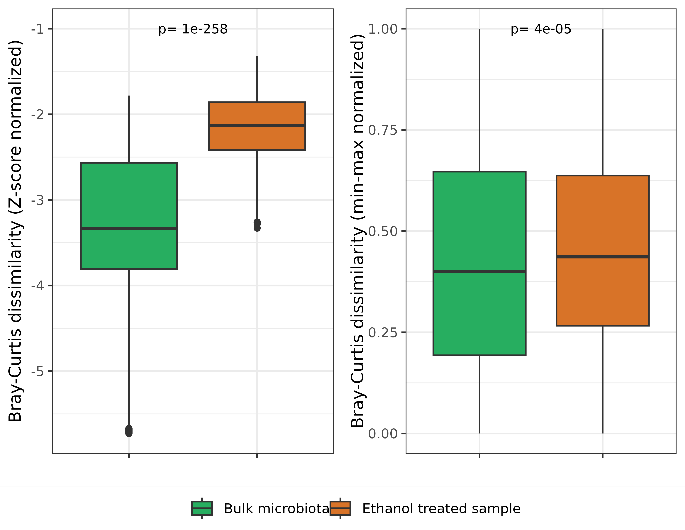 Bray-Curtis dissimilarity (Z-score normalized)
-1
-2
-3
-4
-5
p= 1e-258
Bray-Curtis dissimilarity (min-max normalized)
1.00
0.75
0.50
0.25
0.00
p= 4e-05
Bulk microbiota
Ethanol treated sample